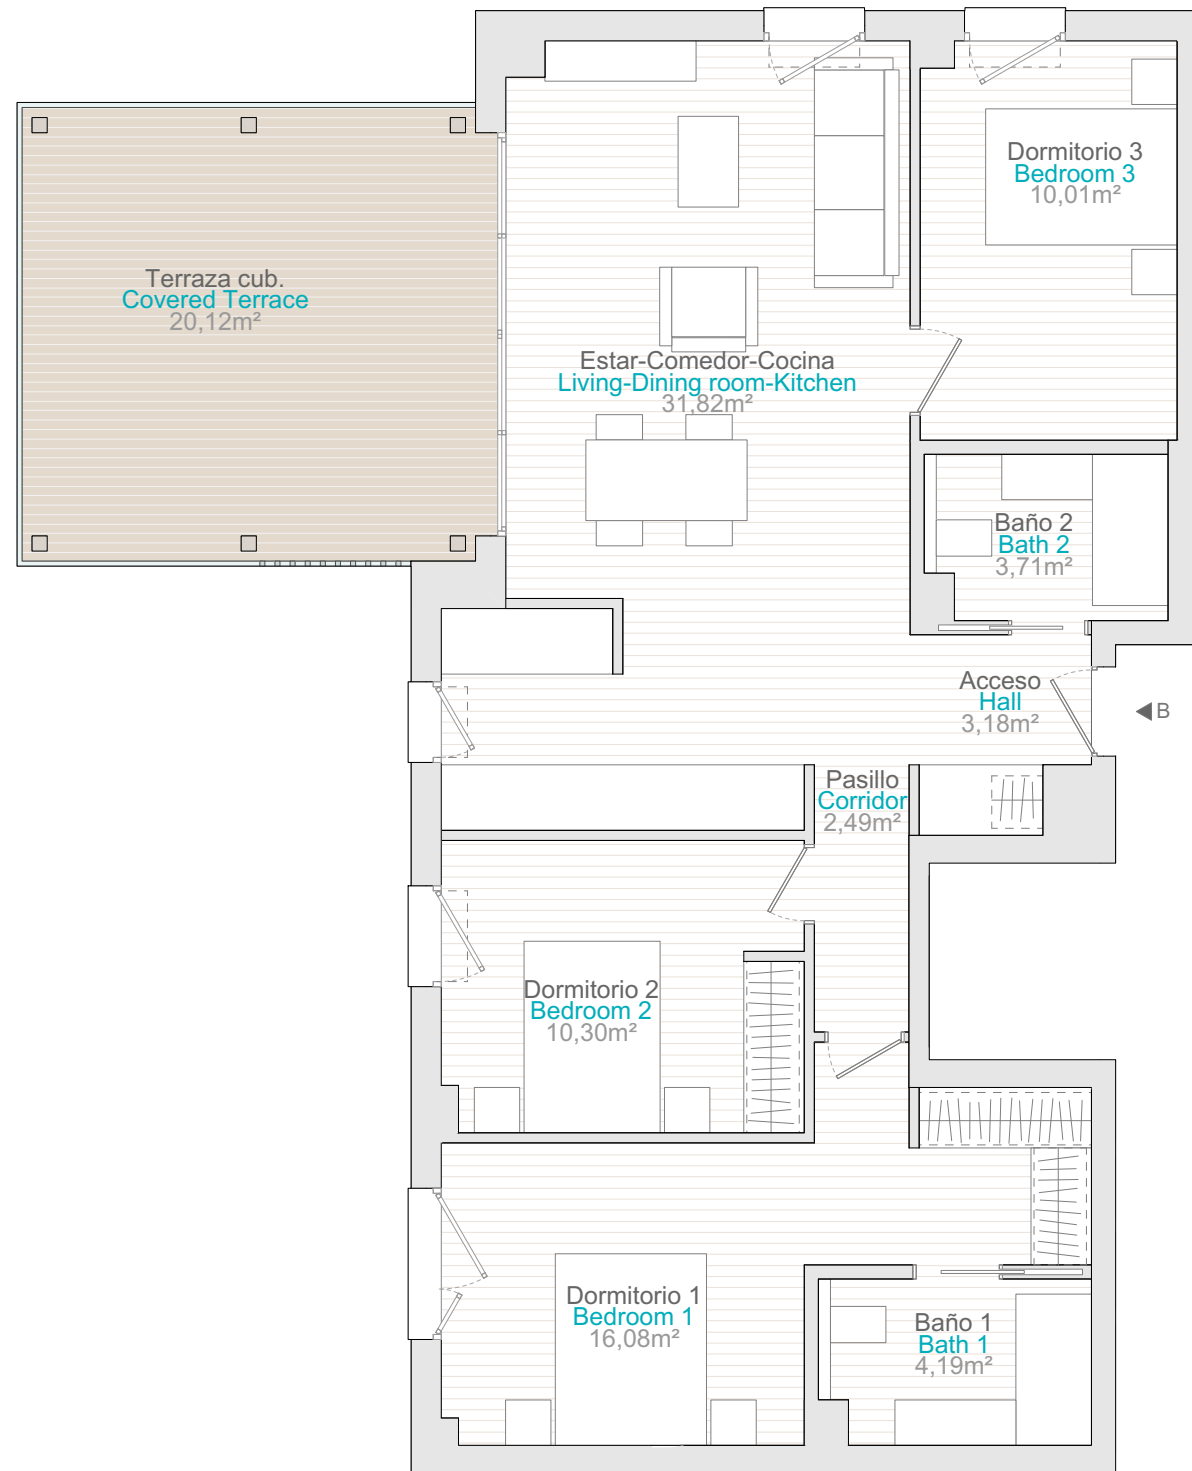 Dormitorio 3
Bedroom 3
10,01m²
Terraza cub.
Covered Terrace
20,12m²
Estar-Comedor-Cocina
Living-Dining room-Kitchen
31,82m²
Baño 2
Bath 2
3,71m²
Acceso
Hall
3,18m²
B
Pasillo
Corridor
2,49m²
Dormitorio 2
Bedroom 2
10,30m²
Dormitorio 1
Bedroom 1
16,08m²
Baño 1
Bath 1
4,19m²